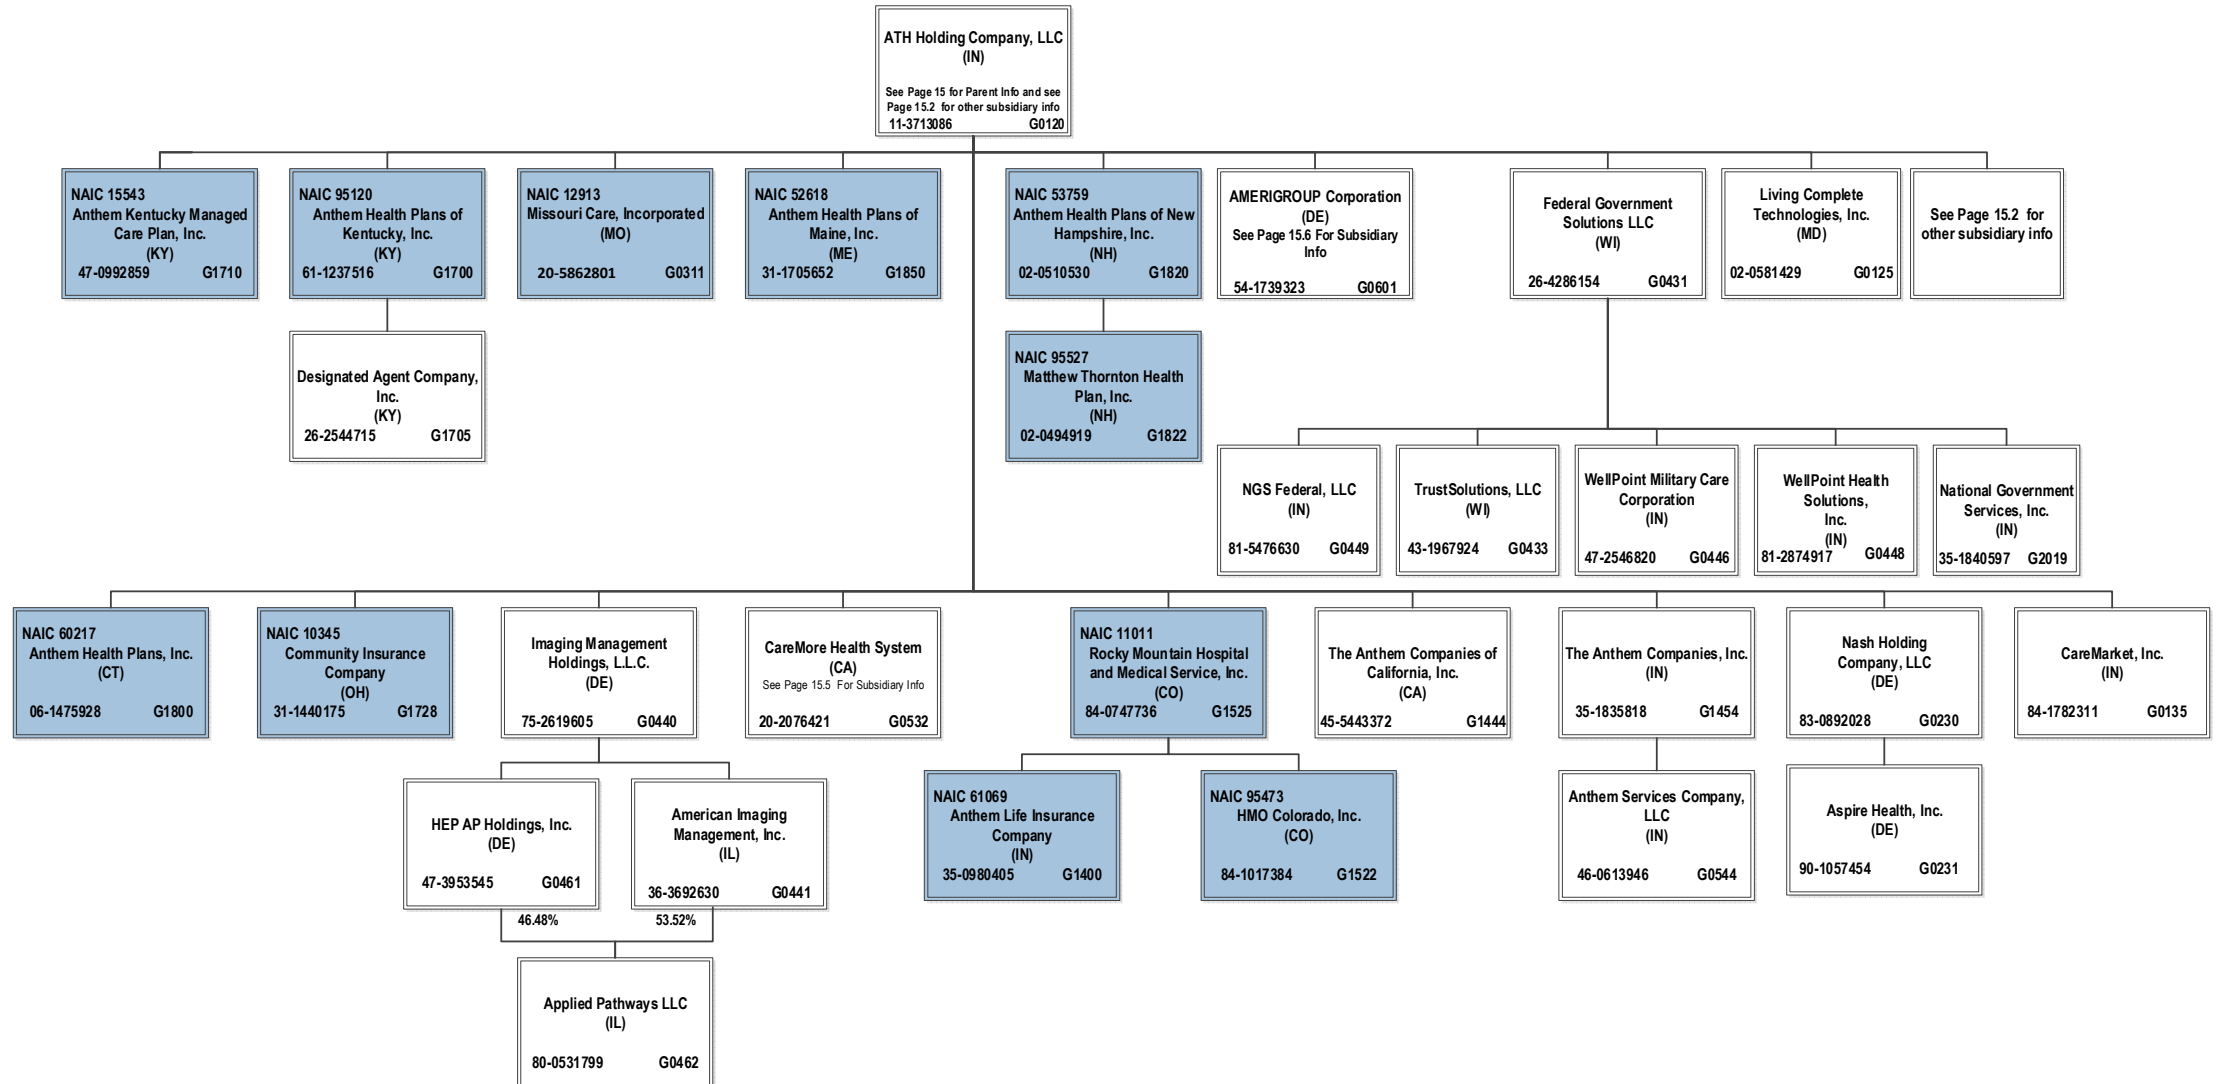 ATH Holding Company, LLC
(IN)
See Page 15 for Parent Info and see
Page 15.2 for other subsidiary info
11-3713086 G0120
NAIC 15543
Anthem Kentucky Managed
Care Plan, Inc.
(KY)
47-0992859 G1710
NAIC 95120
Anthem Health Plans of
Kentucky, Inc.
(KY)
61-1237516 G1700
NAIC 12913
Missouri Care, Incorporated
(MO)
20-5862801 G0311
NAIC 52618
Anthem Health Plans of
Maine, Inc.
(ME)
31-1705652 G1850
NAIC 53759
Anthem Health Plans of New
Hampshire, Inc.
(NH)
02-0510530 G1820
AMERIGROUP Corporation
(DE)
See Page 15.6 For Subsidiary
Info
54-1739323 G0601
Federal Government
Solutions LLC
(WI)
26-4286154 G0431
Living Complete
Technologies, Inc.
(MD)
02-0581429 G0125
See Page 15.2 for
other subsidiary info
Designated Agent Company,
Inc.
(KY)
26-2544715 G1705
NAIC 95527
Matthew Thornton Health
Plan, Inc.
(NH)
02-0494919 G1822
NGS Federal, LLC
(IN)
81-5476630 G0449
TrustSolutions, LLC
(WI)
43-1967924 G0433
WellPoint Military Care
Corporation
(IN)
47-2546820 G0446
WellPoint Health
Solutions,
Inc.
(IN)
81-2874917 G0448
National Government
Services, Inc.
(IN)
35-1840597 G2019
NAIC 60217
Anthem Health Plans, Inc.
(CT)
06-1475928 G1800
NAIC 10345
Community Insurance
Company
(OH)
31-1440175 G1728
Imaging Management
Holdings, L.L.C.
(DE)
75-2619605 G0440
CareMore Health System
(CA)
See Page 15.5 For Subsidiary Info
20-2076421 G0532
NAIC 11011
Rocky Mountain Hospital
and Medical Service, Inc.
(CO)
84-0747736 G1525
The Anthem Companies of
California, Inc.
(CA)
45-5443372 G1444
The Anthem Companies, Inc.
(IN)
35-1835818 G1454
Nash Holding
Company, LLC
(DE)
83-0892028 G0230
CareMarket, Inc.
(IN)
84-1782311 G0135
HEP AP Holdings, Inc.
(DE)
47-3953545 G0461
American Imaging
Management, Inc.
(IL)
36-3692630 G0441
NAIC 61069
Anthem Life Insurance
Company
(IN)
35-0980405 G1400
NAIC 95473
HMO Colorado, Inc.
(CO)
84-1017384 G1522
Anthem Services Company,
LLC
(IN)
46-0613946 G0544
Aspire Health, Inc.
(DE)
90-1057454 G0231
46.48% 53.52%
Applied Pathways LLC
(IL)
80-0531799 G0462